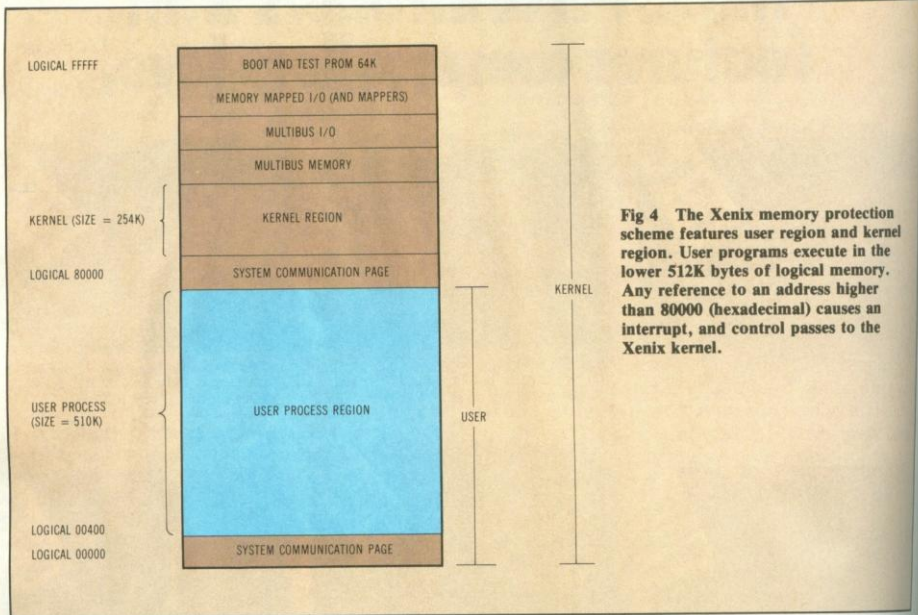 LOGICAL FFFFF
BOOT AND TEST PROM 64K
MEMORY MAPPED I/O (AND MAPPERS)
MULTIBUS I/O
MULTIBUS MEMORY
KERNEL (SIZE = 254K)
KERNEL REGION
LOGICAL 80000
SYSTEM COMMUNICATION PAGE
KERNEL
USER PROCESS
(SIZE = 510K)
USER PROCESS REGION
USER
LOGICAL 00400
LOGICAL 00000
SYSTEM COMMUNICATION PAGE
Fig 4 The Xenix memory protection
scheme features user region and kernel
region. User programs execute in the
lower 512K bytes of logical memory.
Any reference to an address higher
than 80000 (hexadecimal) causes an
interrupt, and control passes to the
Xenix kernel.